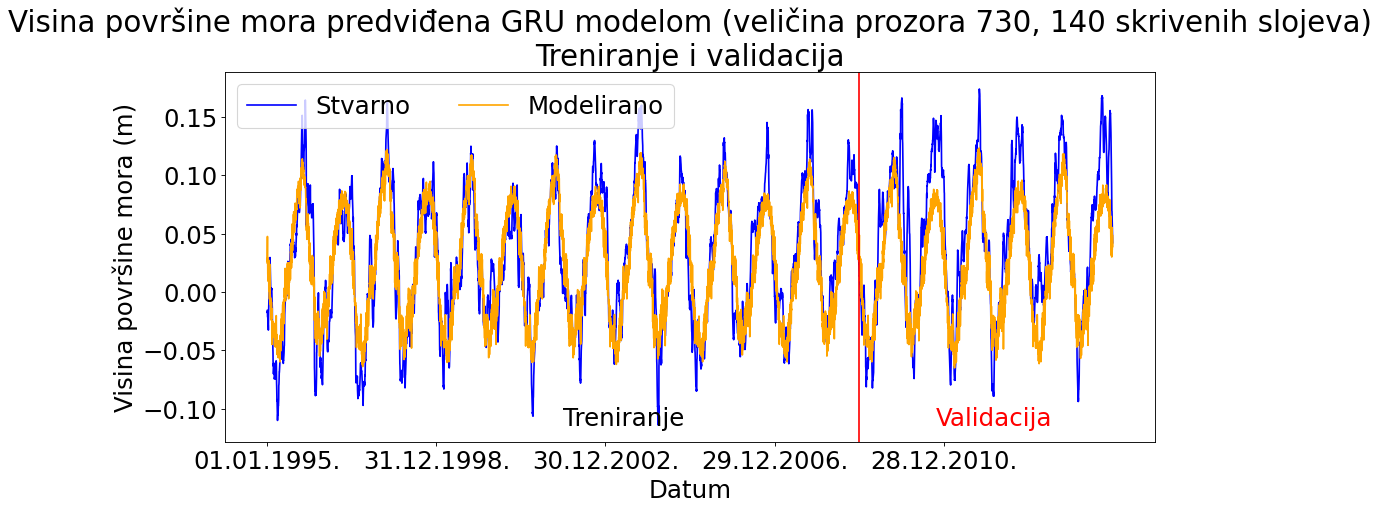 Visina površine mora predviđena GRU modelom (veličina prozora 730, 140 skrivenih slojeva)
Treniranje i validacija
Stvarno
Modelirano
Visina površine mora (m)
0.15
0.10
0.05
0.00
−0.05
−0.10
Treniranje
Validacija
01.01.1995.
31.12.1998.
30.12.2002.
29.12.2006.
28.12.2010.
Datum